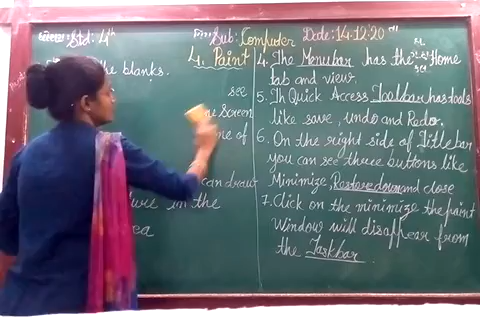 Std: 4th
Sub: Computer
Date: 14.12.20
4. Paint
the blanks.
see
Screen
me of
can draw
ture in the
ea
4. The Menubar has the Home
tab and view.
5. In Quick Access Toolbar has tools
like save, undo and Redo.
6. On the right side of Titlebar
you can see three buttons like
Minimize, Restore down and close
7. Click on the minimize the paint
Window will disappear from
the Taskbar